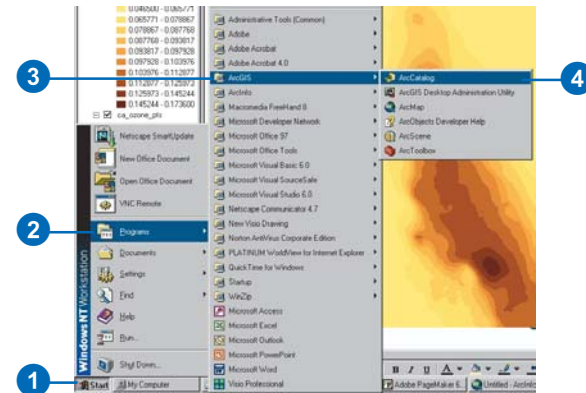 0.046500 - 0.065771
0.065771 - 0.078867
0.078867 - 0.087768
0.087768 - 0.093817
0.093817 - 0.097928
0.097928 - 0.103976
0.103976 - 0.112877
0.112877 - 0.125973
0.125973 - 0.145244
0.145244 - 0.173600
ca_ozone_pts
Netscape SmartUpdate
New Office Document
Open Office Document
VNC Remote
2
Programs
Documents
Settings
Find
Help
Run...
Shut Down...
Windows NT Workstation
1
Start
My Computer
Administrative Tools (Common)
Adobe
Adobe Acrobat
Adobe Acrobat 4.0
3
ArcGIS
ArcInfo
Macromedia FreeHand 8
Microsoft Developer Network
Microsoft Office 97
Microsoft Office Tools
Microsoft Visual Basic 6.0
Microsoft Visual SourceSafe
Microsoft Visual Studio 6.0
Netscape Communicator 4.7
New Visio Drawing
Norton AntiVirus Corporate Edition
PLATINUM WorldView for Internet Explorer
QuickTime for Windows
Startup
WinZip
Microsoft Access
Microsoft Excel
Microsoft Outlook
Microsoft PowerPoint
Microsoft Word
Visio Professional
ArcCatalog
4
ArcGIS Desktop Administration Utility
ArcMap
ArcObjects Developer Help
ArcScene
ArcToolbox
B I U A
Adobe PageMaker 6...
Untitled - ArcInfo